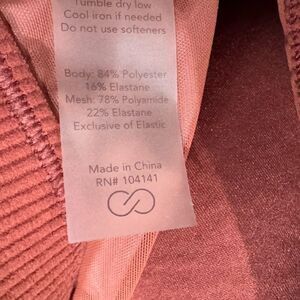 Tumble dry low
Cool iron if needed
Do not use softeners
Body: 84% Polyester
16% Elastane
Mesh: 78% Polyamide
22% Elastane
Exclusive of Elastic
Made in China
RN# 104141